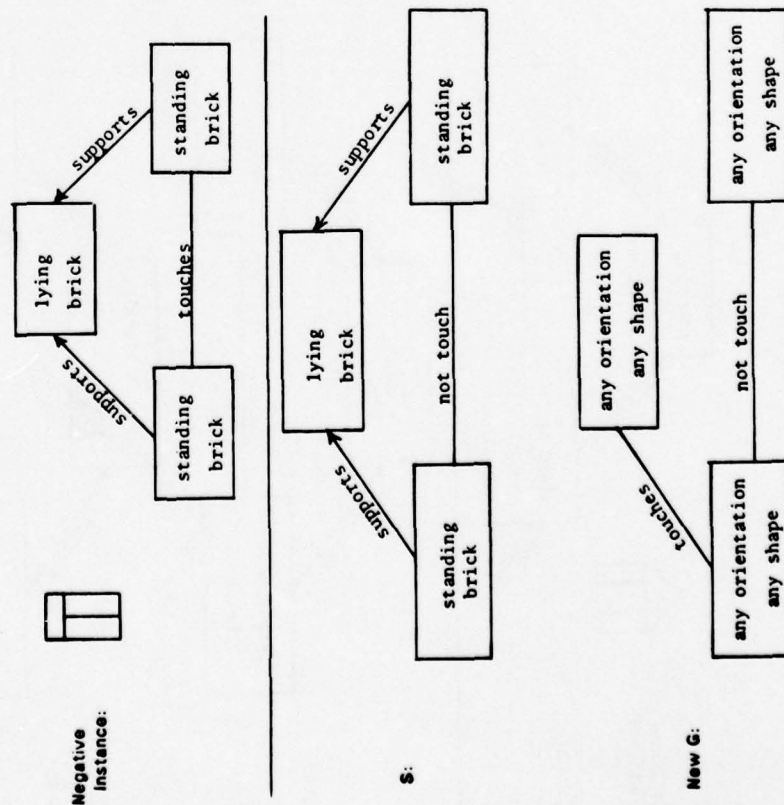 Negative
Instance:
lying
brick
supports
supports
standing
brick
touches
standing
brick
S:
lying
brick
supports
supports
standing
brick
not touch
standing
brick
New G:
any orientation
any shape
touches
any orientation
any shape
not touch
any orientation
any shape